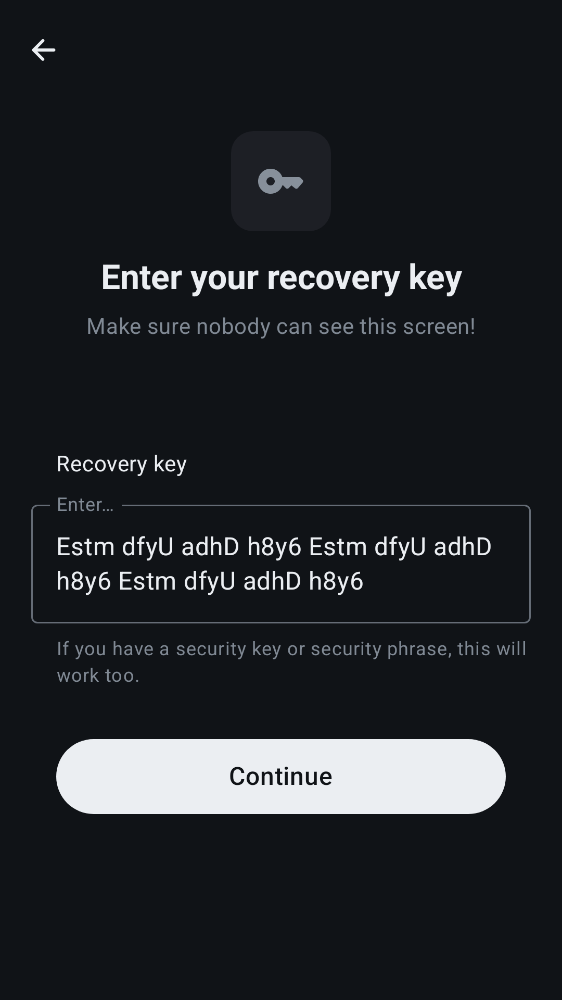 Enter your recovery key
Make sure nobody can see this screen!
Recovery key
Enter…
Estm dfyU adhD h8y6 Estm dfyU adhD
h8y6 Estm dfyU adhD h8y6
If you have a security key or security phrase, this will
work too.
Continue